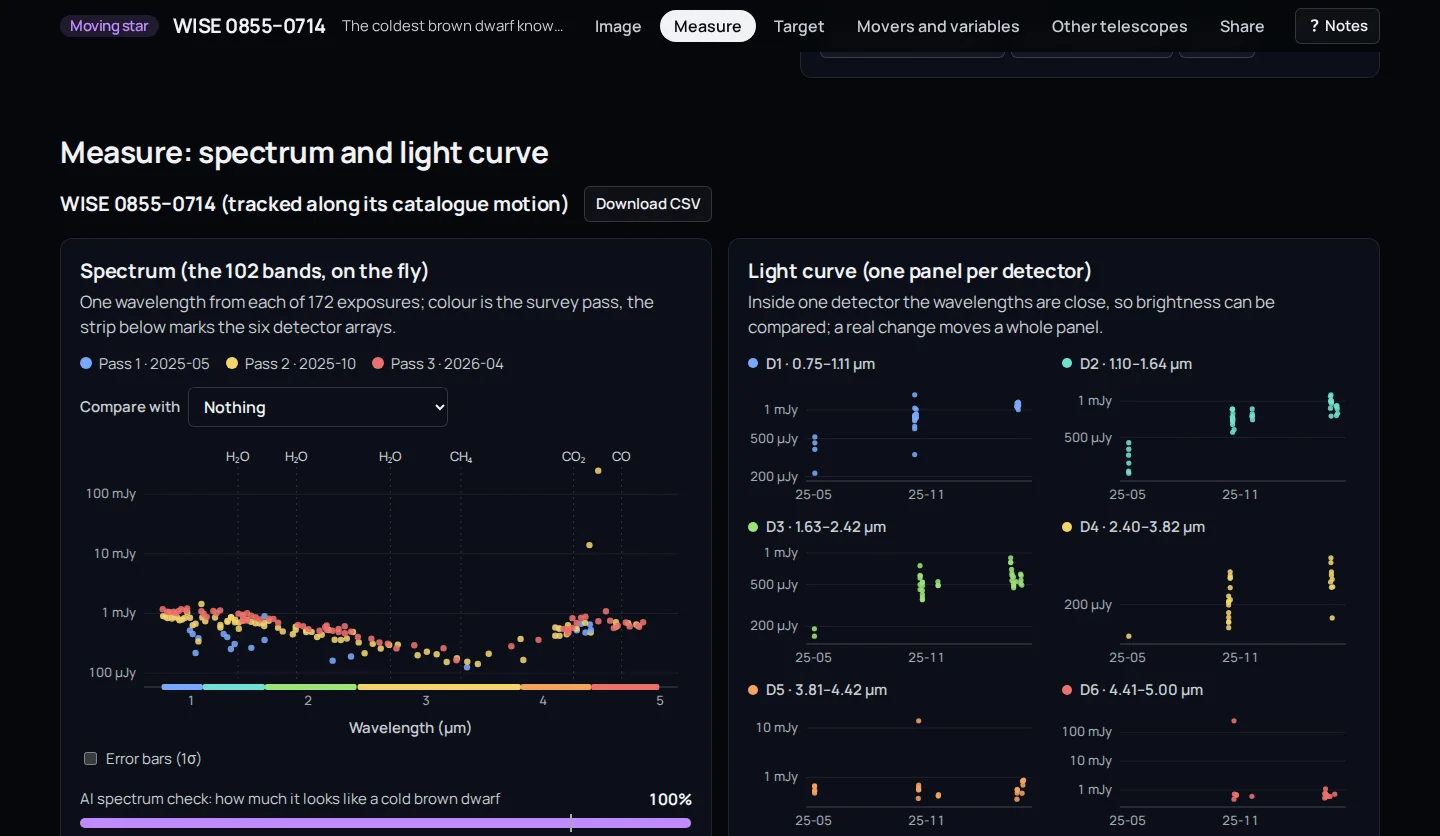 Moving star WISE 0855−0714 The coldest brown dwarf know… Image Measure Target Movers and variables Other telescopes Share ? Notes
Measure: spectrum and light curve
WISE 0855−0714 (tracked along its catalogue motion) Download CSV
Spectrum (the 102 bands, on the fly)
One wavelength from each of 172 exposures; colour is the survey pass, the
strip below marks the six detector arrays.
Pass 1 · 2025-05 Pass 2 · 2025-10 Pass 3 · 2026-04
Compare with Nothing
H₂O H₂O H₂O CH₄ CO₂ CO
100 mJy
10 mJy
1 mJy
100 µJy
1 2 3 4 5
Wavelength (µm)
Error bars (1σ)
AI spectrum check: how much it looks like a cold brown dwarf 100%
Light curve (one panel per detector)
Inside one detector the wavelengths are close, so brightness can be
compared; a real change moves a whole panel.
D1 · 0.75–1.11 µm
1 mJy
500 µJy
200 µJy
25-05 25-11
D2 · 1.10–1.64 µm
1 mJy
500 µJy
25-05 25-11
D3 · 1.63–2.42 µm
1 mJy
500 µJy
200 µJy
25-05 25-11
D4 · 2.40–3.82 µm
200 µJy
25-05 25-11
D5 · 3.81–4.42 µm
10 mJy
1 mJy
25-05 25-11
D6 · 4.41–5.00 µm
100 mJy
10 mJy
1 mJy
25-05 25-11